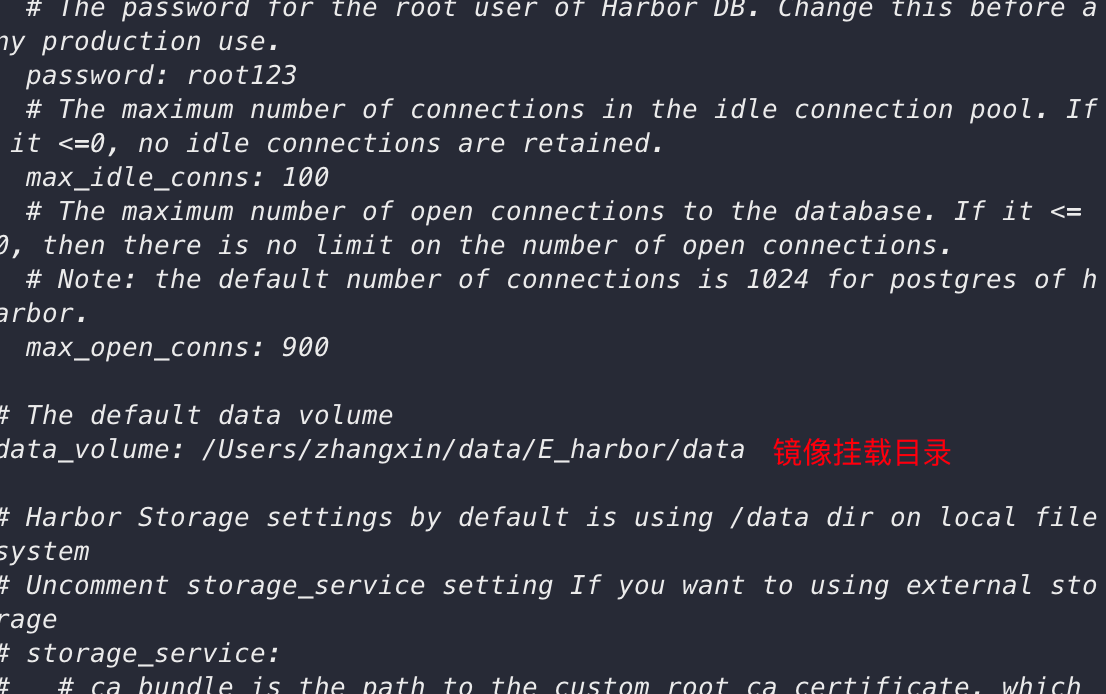 # The password for the root user of Harbor DB. Change this before a
ny production use.
password: root123
# The maximum number of connections in the idle connection pool. If
it <=0, no idle connections are retained.
max_idle_conns: 100
# The maximum number of open connections to the database. If it <=
0, then there is no limit on the number of open connections.
# Note: the default number of connections is 1024 for postgres of h
arbor.
max_open_conns: 900
# The default data volume
data_volume: /Users/zhangxin/data/E_harbor/data 镜像挂载目录
# Harbor Storage settings by default is using /data dir on local file
system
# Uncomment storage_service setting If you want to using external sto
rage
# storage_service:
#   # ca_bundle is the path to the custom root ca certificate, which